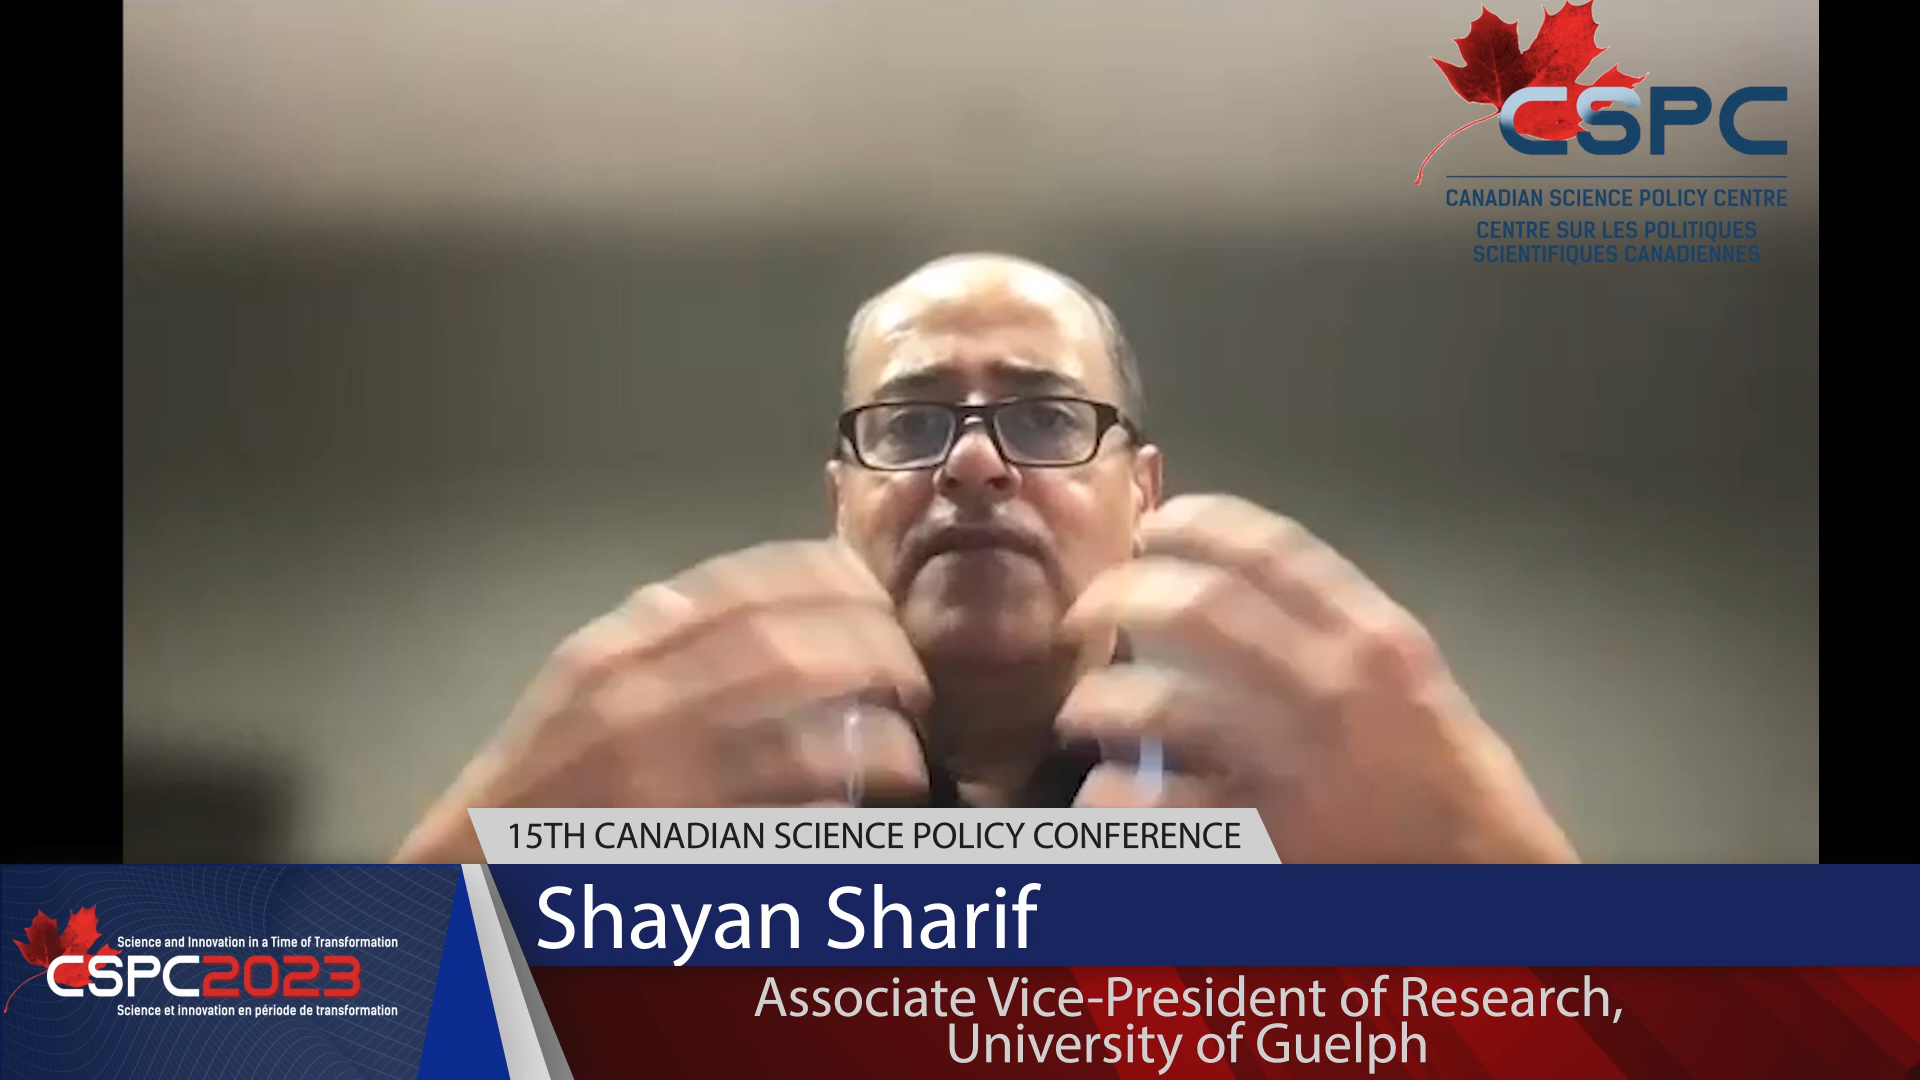 CSPC
CANADIAN SCIENCE POLICY CENTRE
CENTRE SUR LES POLITIQUES
SCIENTIFIQUES CANADIENNES
15TH CANADIAN SCIENCE POLICY CONFERENCE
Shayan Sharif
Associate Vice-President of Research,
University of Guelph
Science and Innovation in a Time of Transformation
CSPC2023
Science et innovation en période de transformation